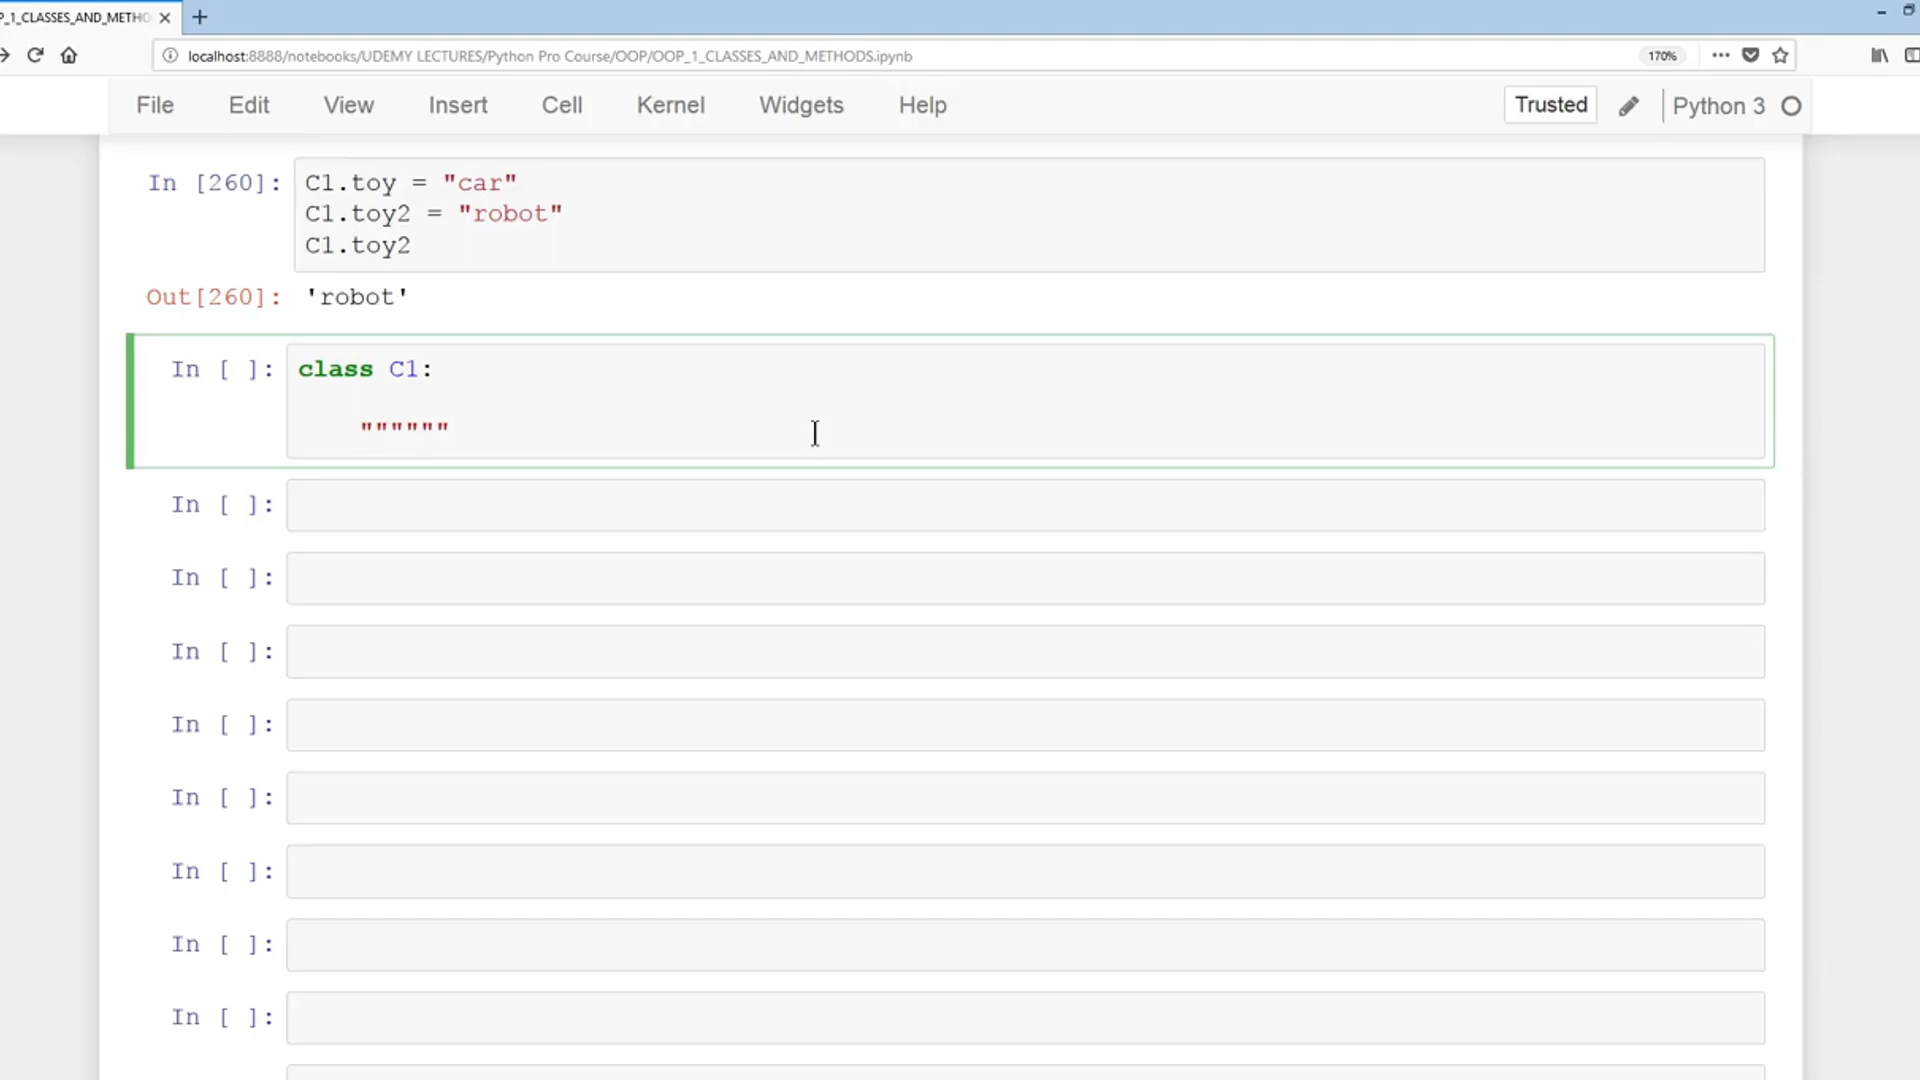 P_1_CLASSES_AND_METHO
localhost:8888/notebooks/UDEMY LECTURES/Python Pro Course/OOP/OOP_1_CLASSES_AND_METHODS.ipynb
170%
File Edit View Insert Cell Kernel Widgets Help
Trusted
Python 3
In [260]: C1.toy = "car"
C1.toy2 = "robot"
C1.toy2
Out[260]: 'robot'
In [ ]: class C1:
""""""
In [ ]:
In [ ]:
In [ ]:
In [ ]:
In [ ]:
In [ ]:
In [ ]:
In [ ]: